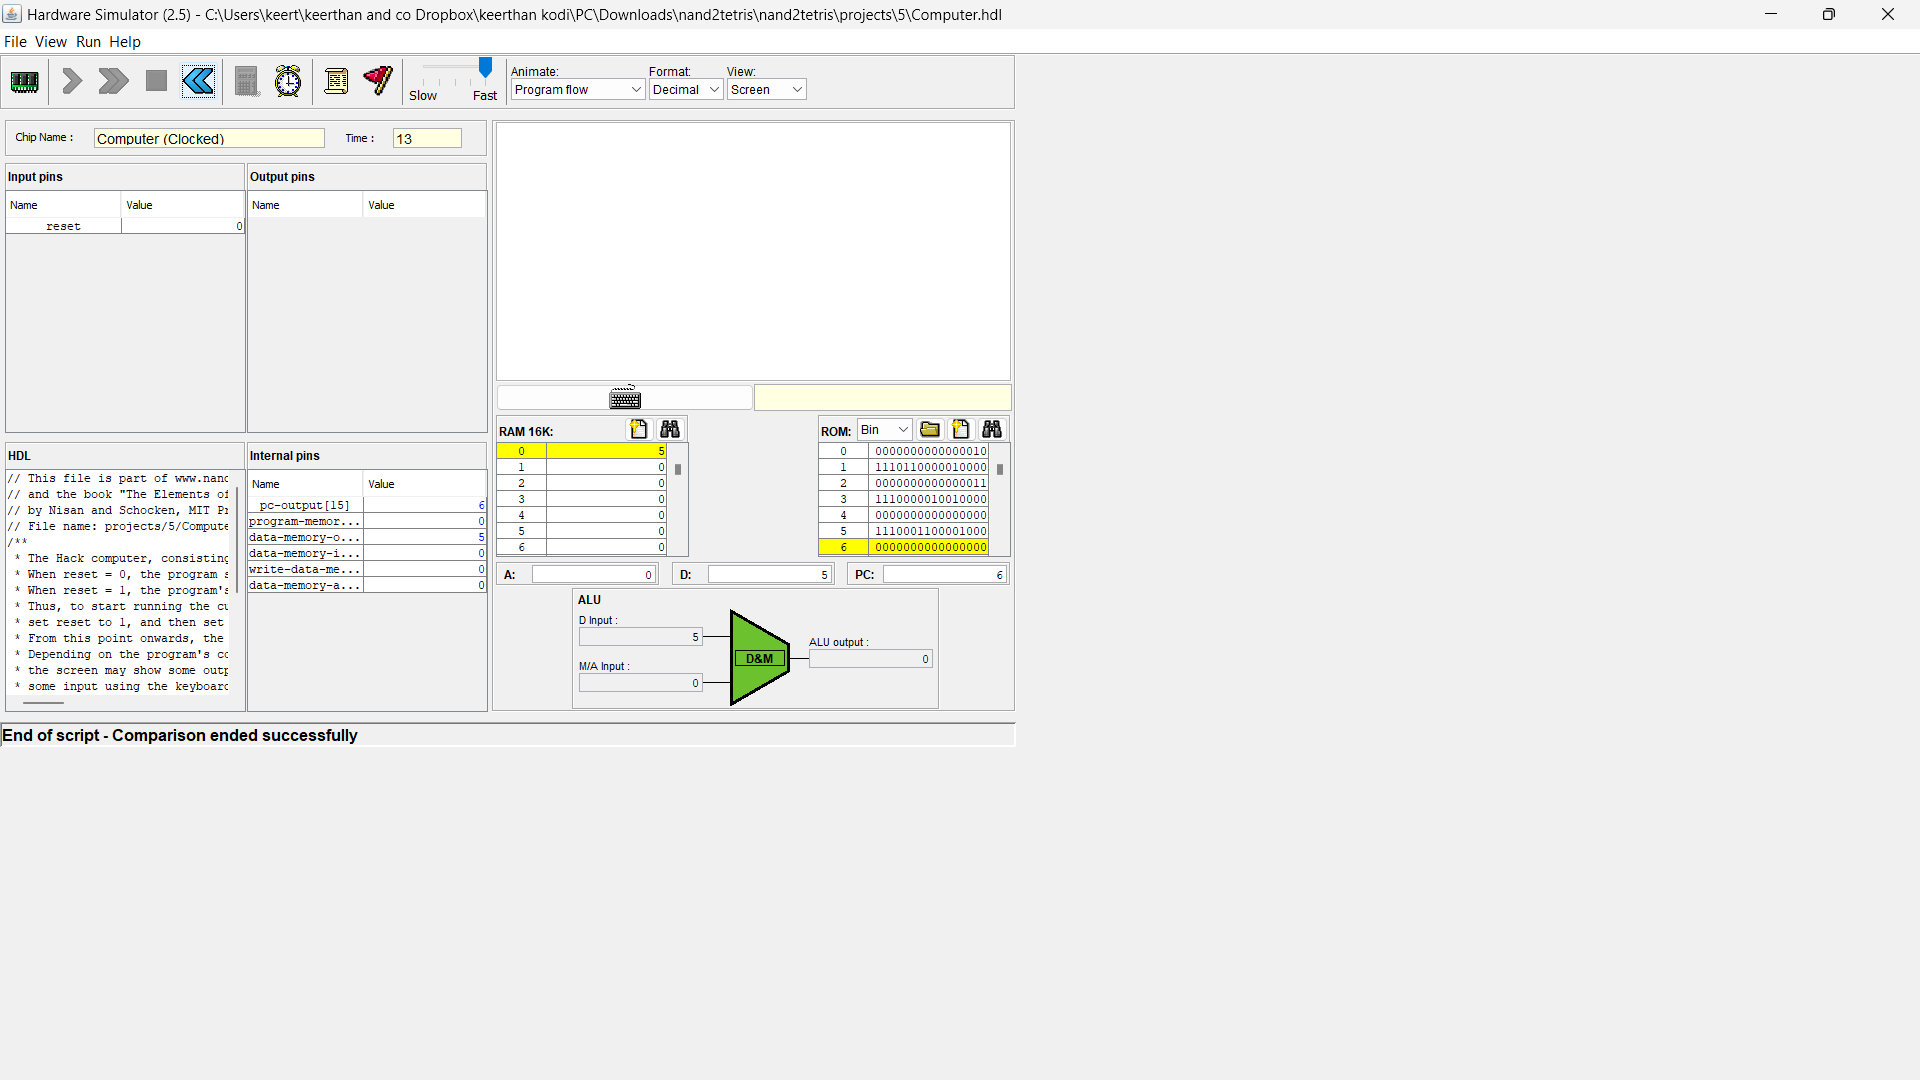 Hardware Simulator (2.5) - C:\Users\keert\keerthan and co Dropbox\keerthan kodi\PC\Downloads\nand2tetris\nand2tetris\projects\5\Computer.hdl
File View Run Help
Slow Fast
Animate: Format: View:
Program flow Decimal Screen
Chip Name : Computer (Clocked) Time : 13
Input pins
Name Value
reset 0
Output pins
Name Value
HDL
// This file is part of www.nand
// and the book "The Elements of
// by Nisan and Schocken, MIT Pr
// File name: projects/5/Compute
/**
* The Hack computer, consisting
* When reset = 0, the program s
* When reset = 1, the program's
* Thus, to start running the cu
* set reset to 1, and then set
* From this point onwards, the
* Depending on the program's co
* the screen may show some outp
* some input using the keyboard
Internal pins
Name Value
pc-output[15] 6
program-memor... 0
data-memory-o... 5
data-memory-i... 0
write-data-me... 0
data-memory-a... 0
RAM 16K:
0 5
1 0
2 0
3 0
4 0
5 0
6 0
ROM: Bin
0 0000000000000010
1 1110110000010000
2 0000000000000011
3 1110000010010000
4 0000000000000000
5 1110001100001000
6 0000000000000000
A: 0
D: 5
PC: 6
ALU
D Input :
5
M/A Input :
0
D&M
ALU output :
0
End of script - Comparison ended successfully